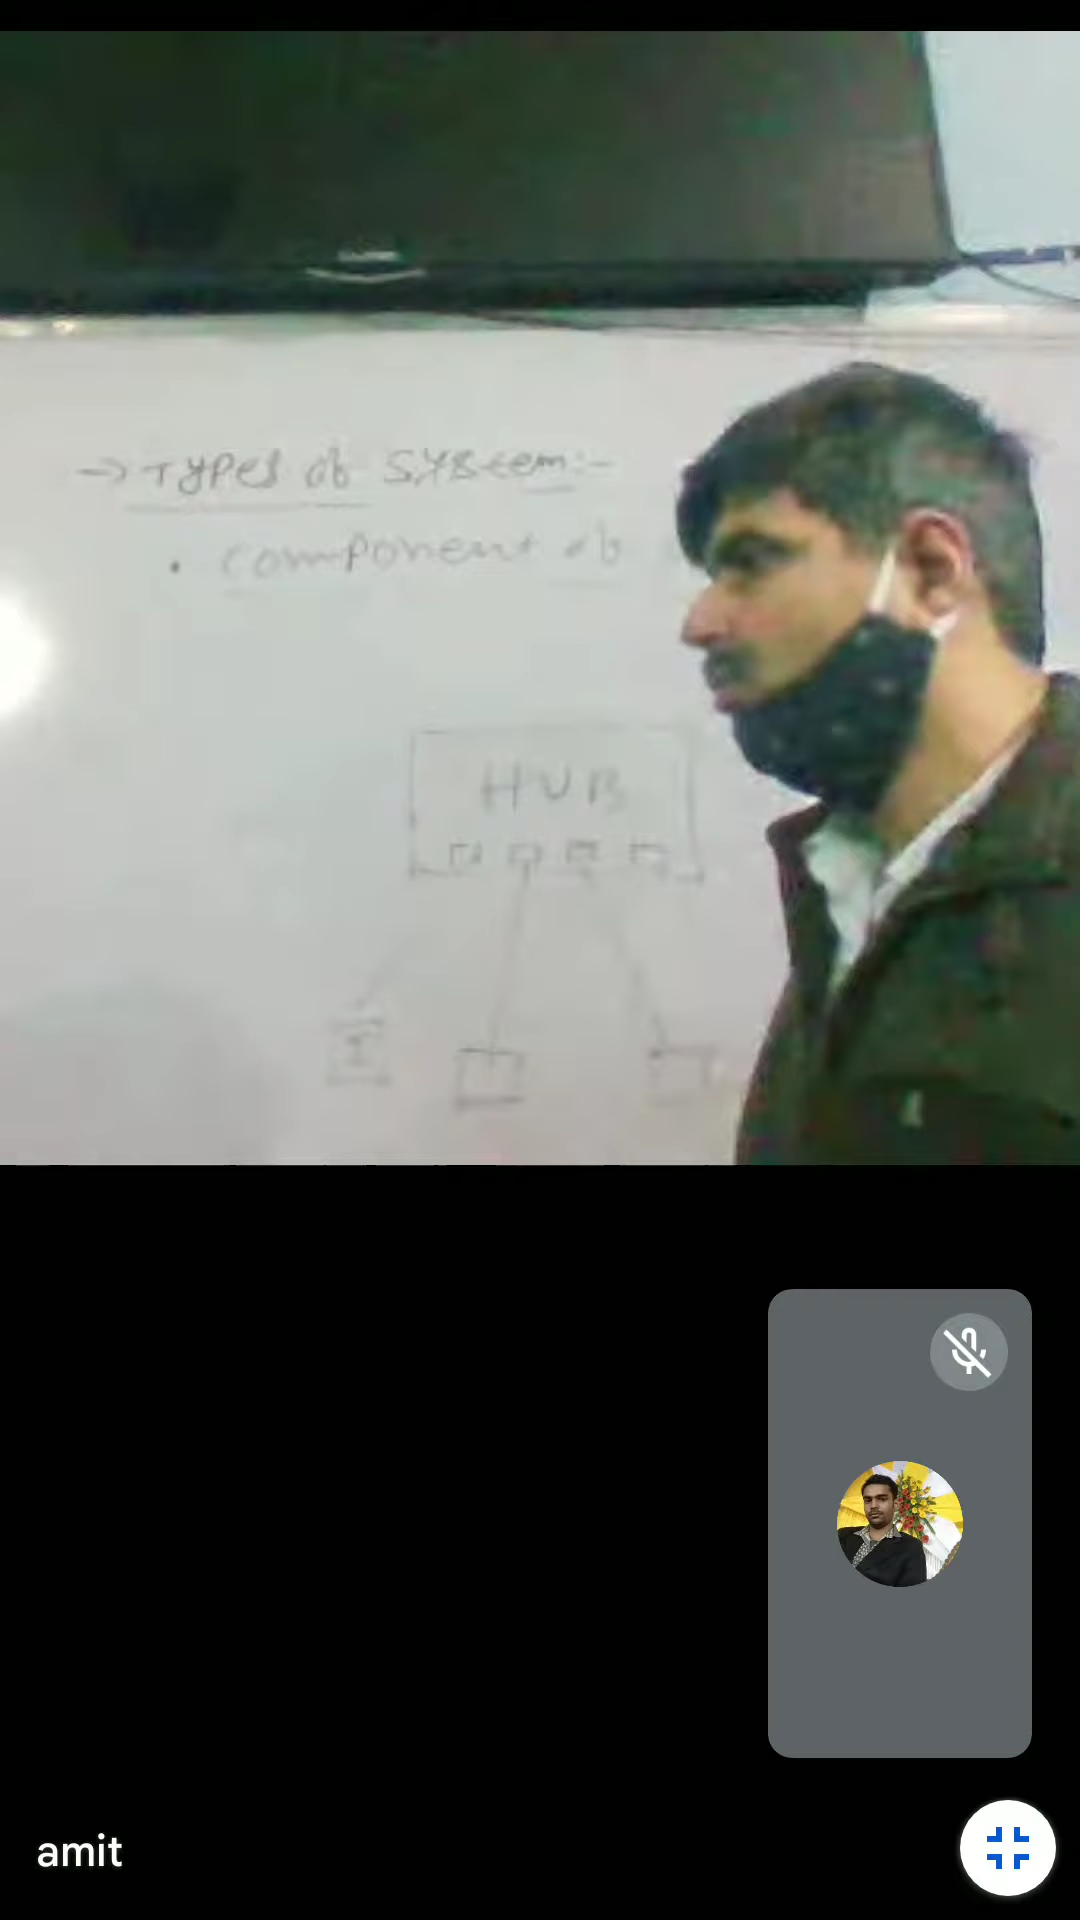 → Types of System:-
• component of
HUB
amit